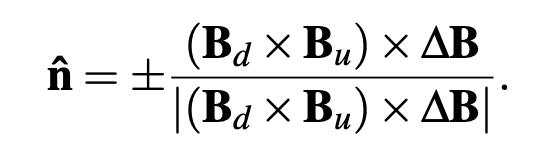 n̂ = ± (B_d × B_u) × ΔB / |(B_d × B_u) × ΔB| .